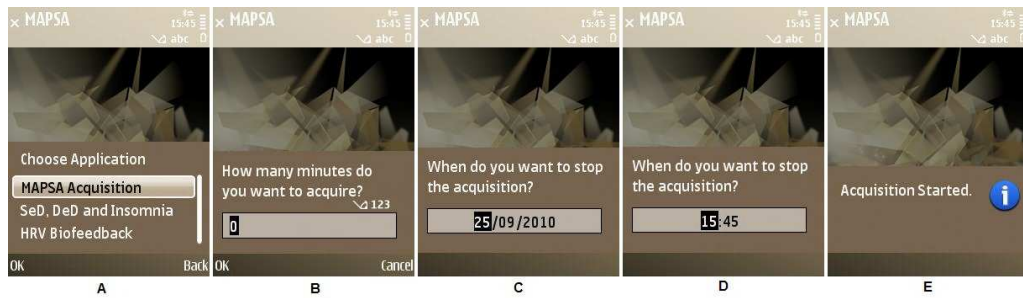 × MAPSA
15:45
abc
Choose Application
MAPSA Acquisition
SeD, DeD and Insomnia
HRV Biofeedback
OK Back
A
× MAPSA
15:45
abc
How many minutes do
you want to acquire?
123
0
OK Cancel
B
× MAPSA
15:45
abc
When do you want to stop
the acquisition?
25/09/2010
C
× MAPSA
15:45
abc
When do you want to stop
the acquisition?
15:45
D
× MAPSA
15:45
abc
Acquisition Started.
E